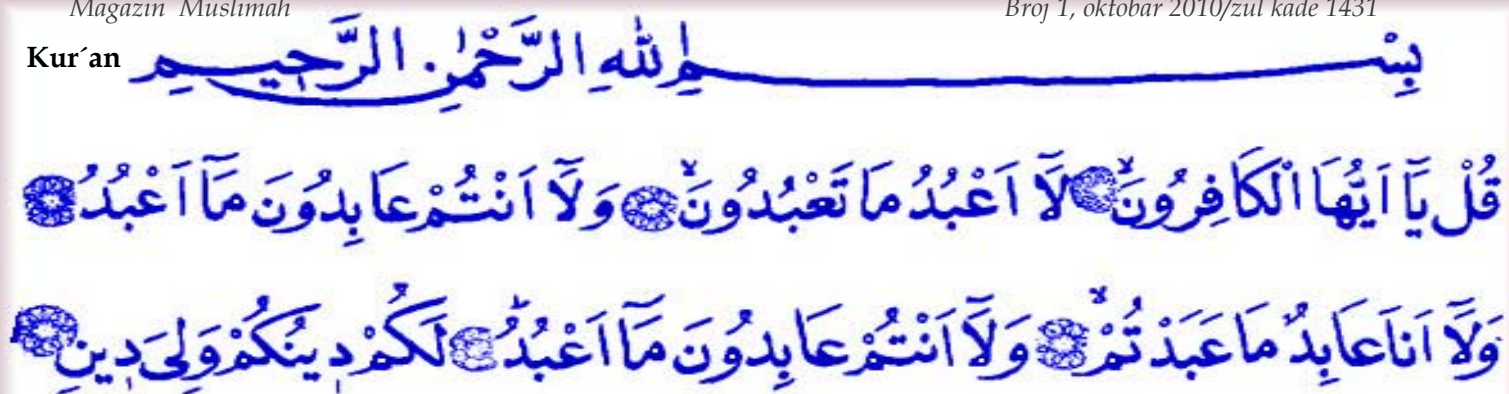 Magazin Muslimah Broj 1, oktobar 2010/zul kade 1431
Kur´an بِسْمِ اللهِ الرَّحْمٰنِ الرَّحِيمِ
قُلْ يَٓا اَيُّهَا الْكَافِرُونَۙ لَٓا اَعْبُدُ مَا تَعْبُدُونَۙ وَلَٓا اَنْتُمْ عَابِدُونَ مَٓا اَعْبُدُۚ
وَلَٓا اَنَا عَابِدٌ مَا عَبَدْتُمْۙ وَلَٓا اَنْتُمْ عَابِدُونَ مَٓا اَعْبُدُۜ لَكُمْ دِينُكُمْ وَلِيَ دِينِ